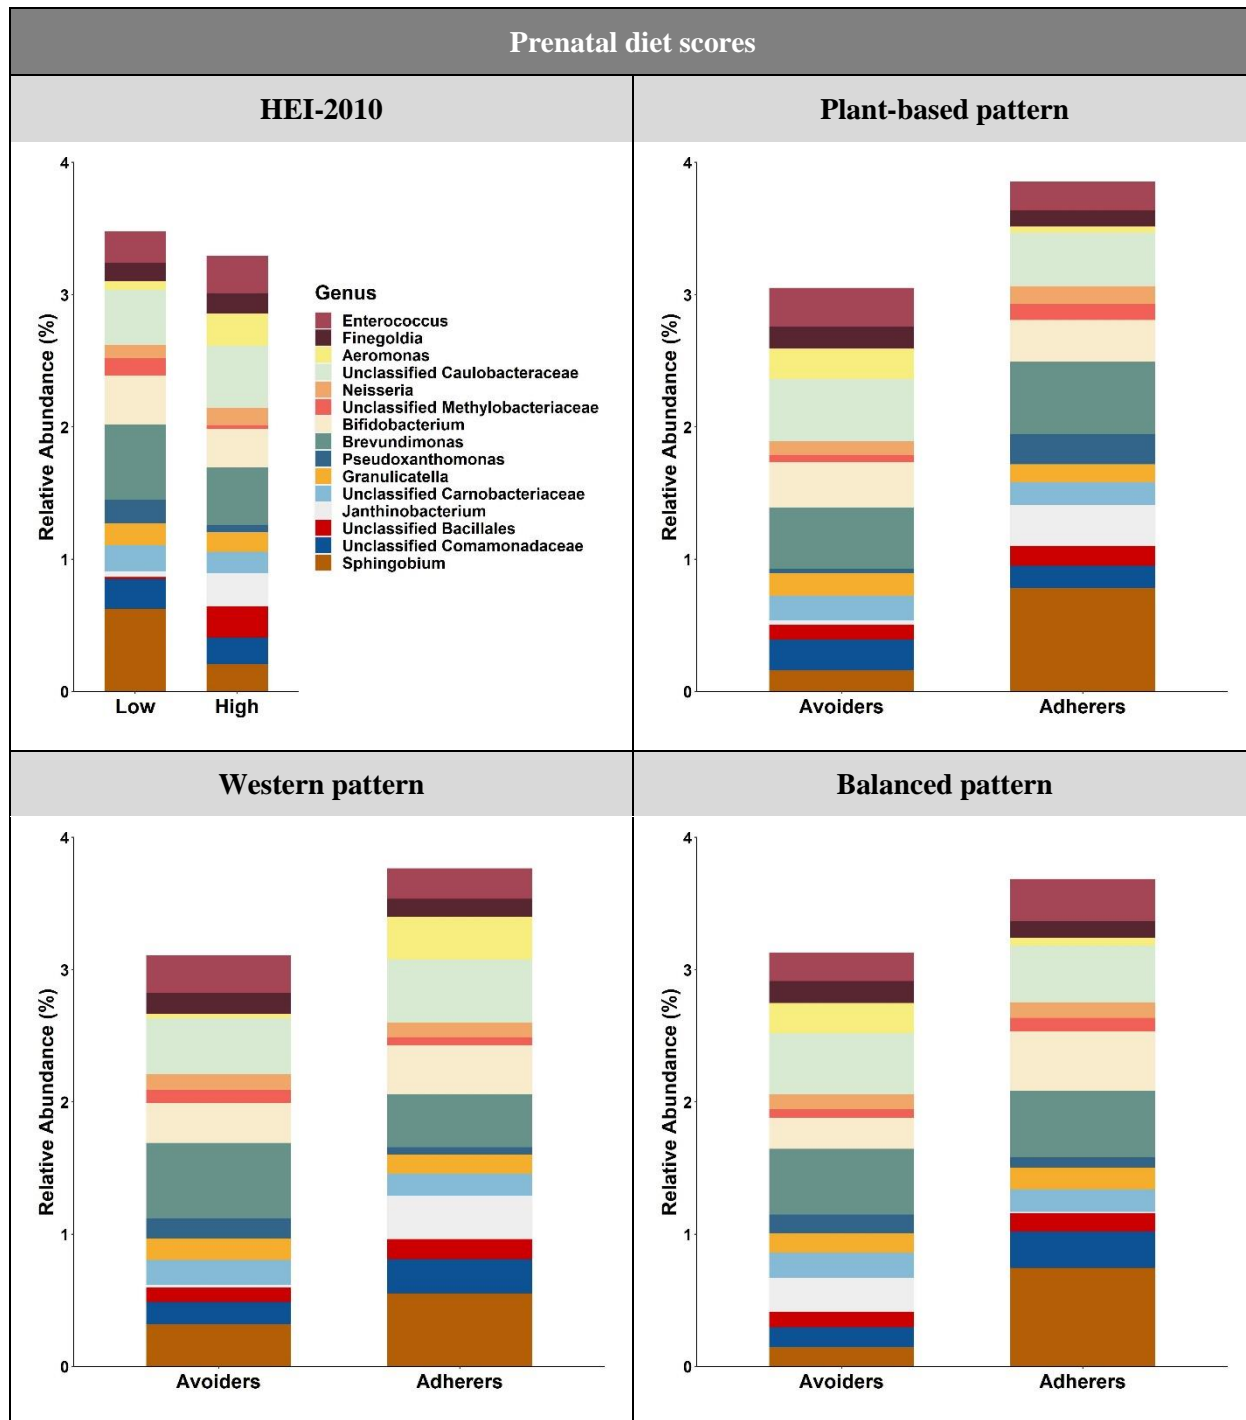 Prenatal diet scores
HEI-2010
Plant-based pattern
4
3
2
1
0
Relative Abundance (%)
Low
High
Genus
Enterococcus
Finegoldia
Aeromonas
Unclassified Caulobacteraceae
Neisseria
Unclassified Methylobacteriaceae
Bifidobacterium
Brevundimonas
Pseudoxanthomonas
Granulicatella
Unclassified Carnobacteriaceae
Janthinobacterium
Unclassified Bacillales
Unclassified Comamonadaceae
Sphingobium
4
3
2
1
0
Relative Abundance (%)
Avoiders
Adherers
Western pattern
Balanced pattern
4
3
2
1
0
Relative Abundance (%)
Avoiders
Adherers
4
3
2
1
0
Relative Abundance (%)
Avoiders
Adherers